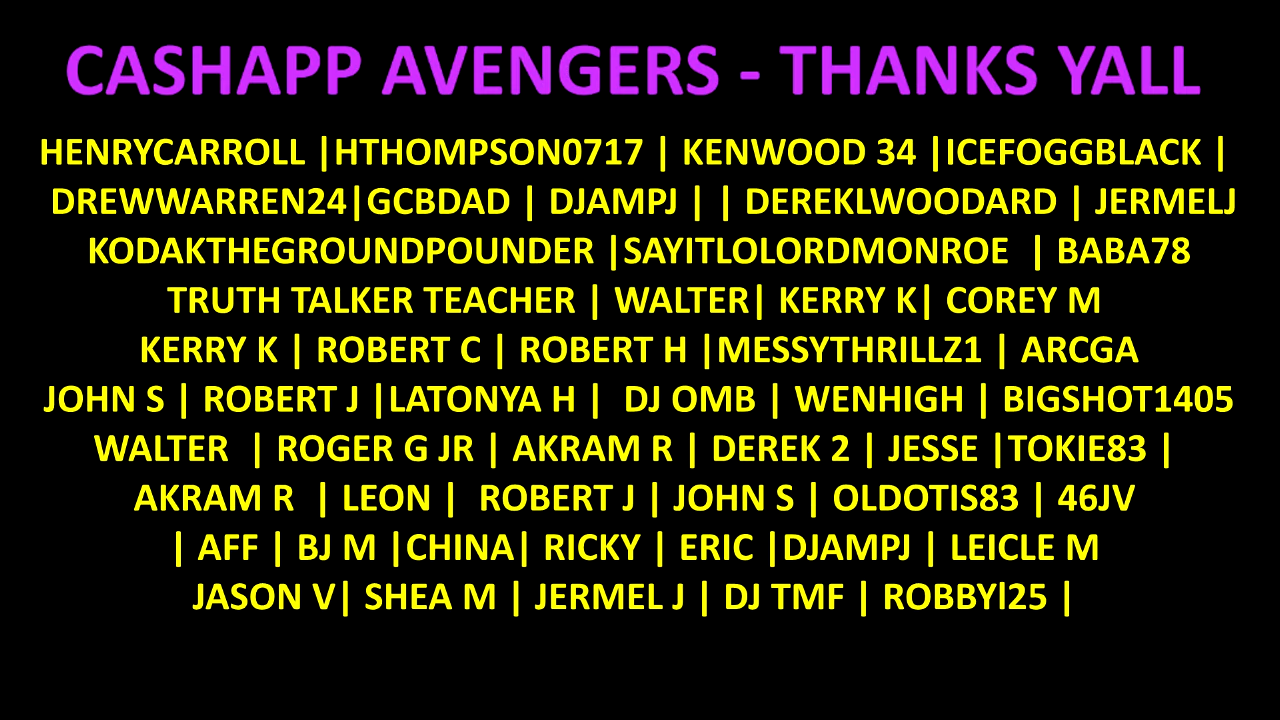 CASHAPP AVENGERS - THANKS YALL
HENRYCARROLL |HTHOMPSON0717 | KENWOOD 34 |ICEFOGGBLACK |
DREWWARREN24|GCBDAD | DJAMPJ | | DEREKLWOODARD | JERMELJ
KODAKTHEGROUNDPOUNDER |SAYITLOLORDMONROE | BABA78
TRUTH TALKER TEACHER | WALTER| KERRY K| COREY M
KERRY K | ROBERT C | ROBERT H |MESSYTHRILLZ1 | ARCGA
JOHN S | ROBERT J |LATONYA H | DJ OMB | WENHIGH | BIGSHOT1405
WALTER | ROGER G JR | AKRAM R | DEREK 2 | JESSE |TOKIE83 |
AKRAM R | LEON | ROBERT J | JOHN S | OLDOTIS83 | 46JV
| AFF | BJ M |CHINA| RICKY | ERIC |DJAMPJ | LEICLE M
JASON V| SHEA M | JERMEL J | DJ TMF | ROBBYl25 |